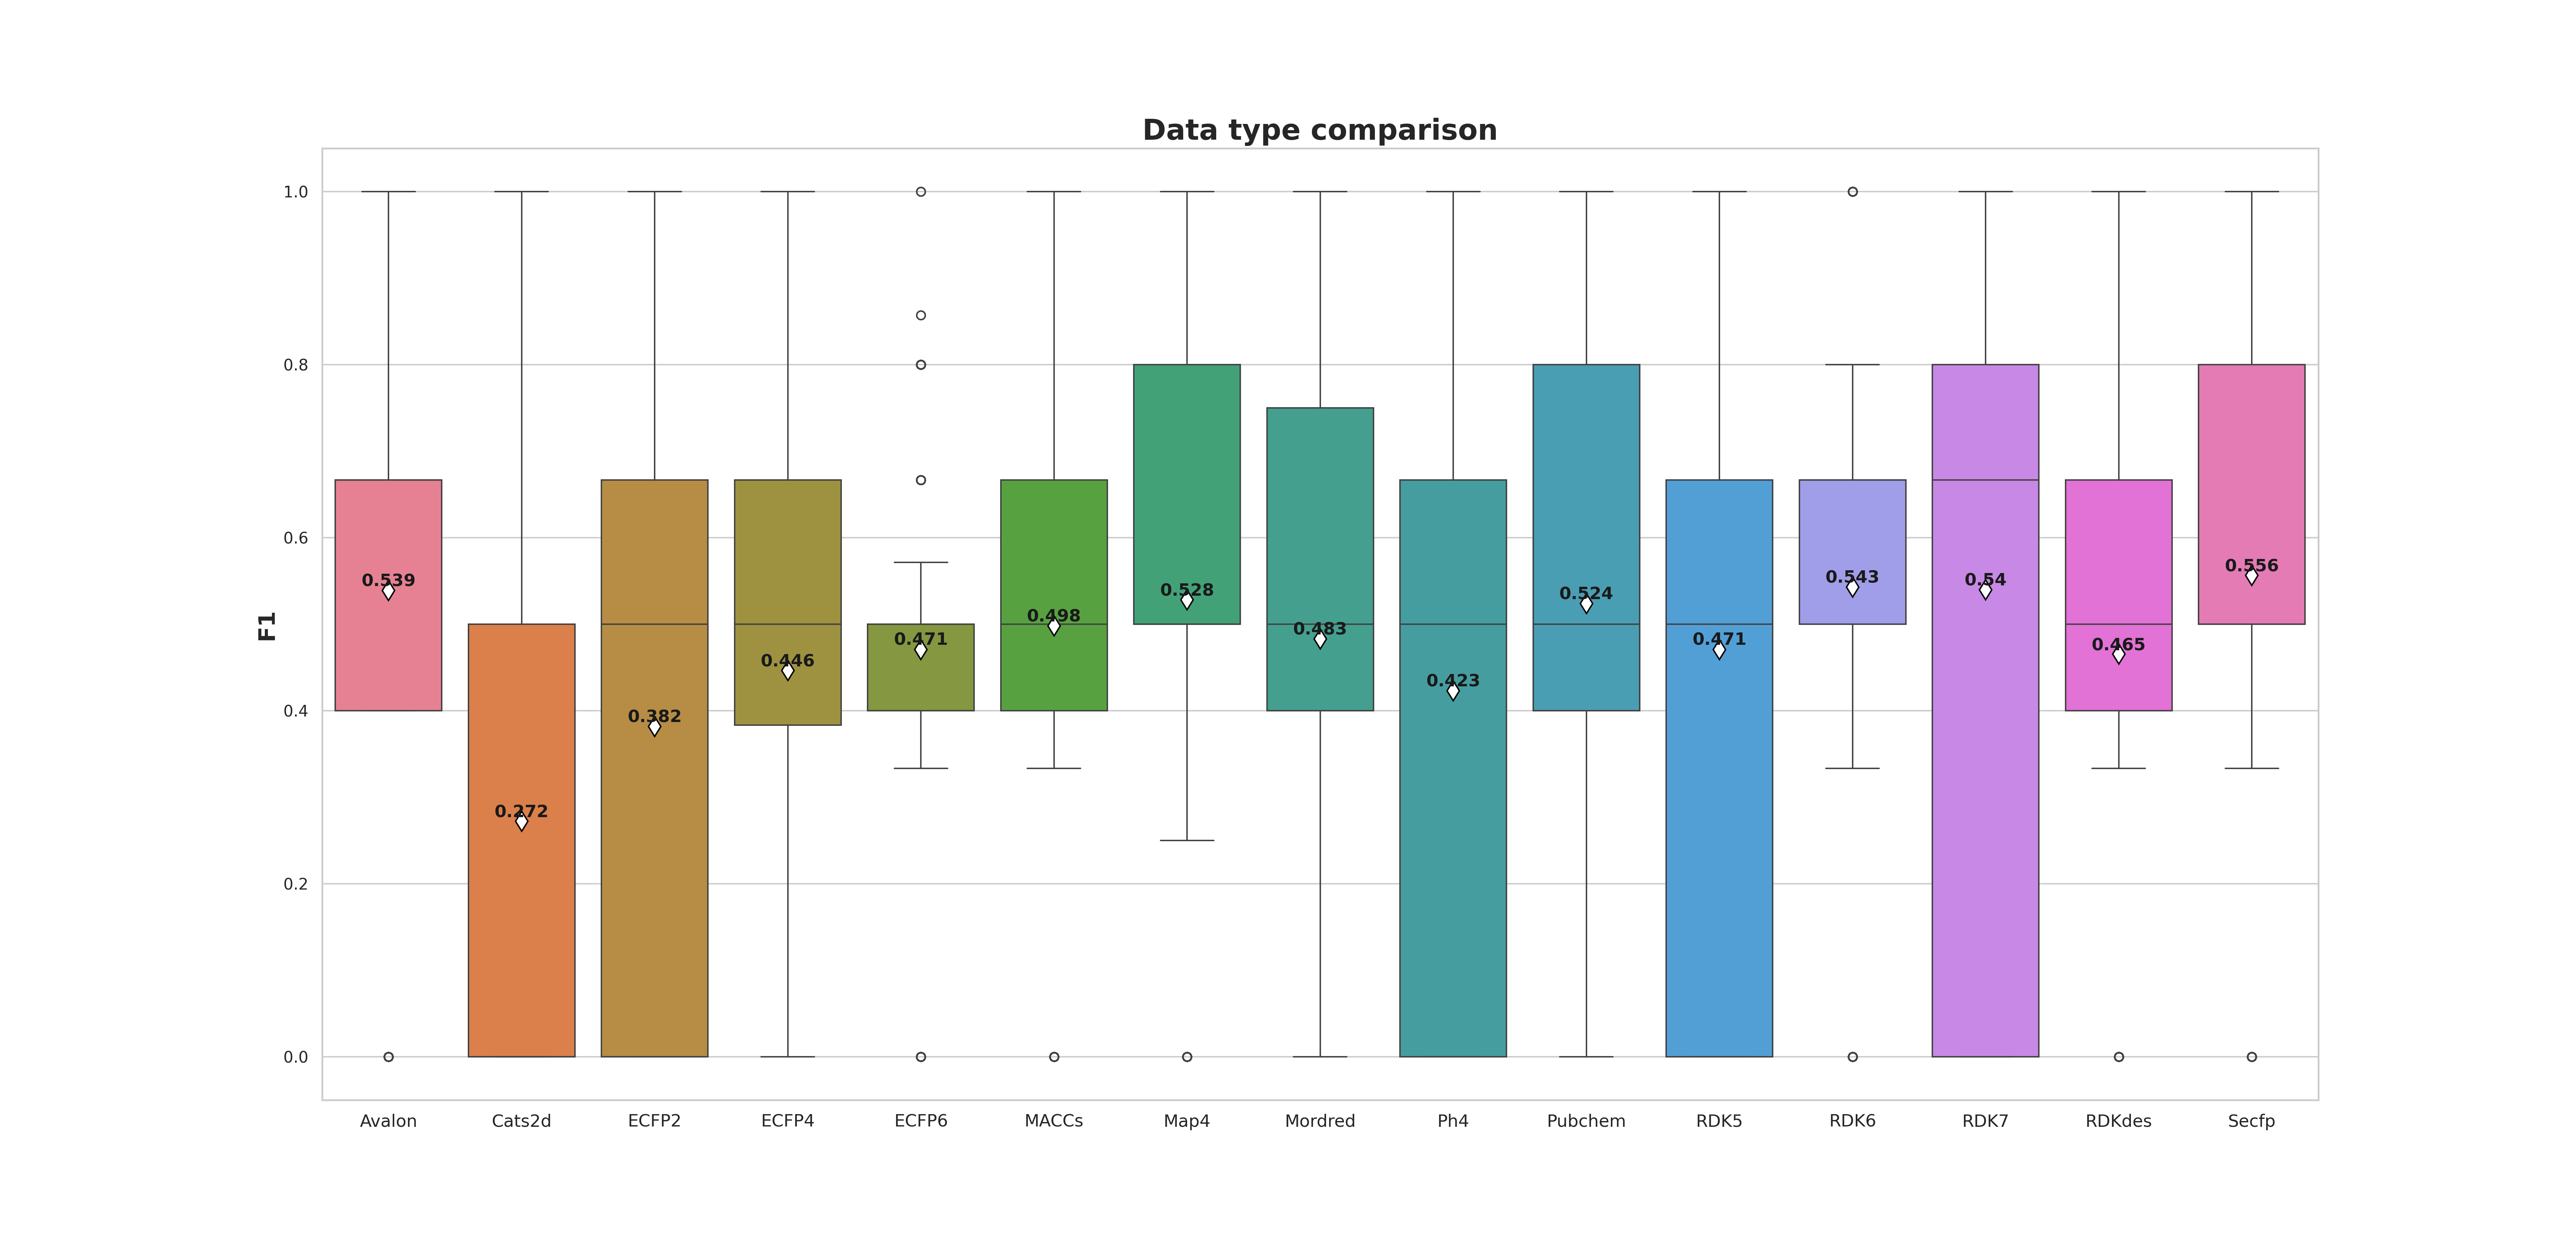 Data type comparison
F1
1.0
0.8
0.6
0.4
0.2
0.0
0.539
0.272
0.382
0.446
0.471
0.498
0.528
0.483
0.423
0.524
0.471
0.543
0.54
0.465
0.556
Avalon
Cats2d
ECFP2
ECFP4
ECFP6
MACCs
Map4
Mordred
Ph4
Pubchem
RDK5
RDK6
RDK7
RDKdes
Secfp